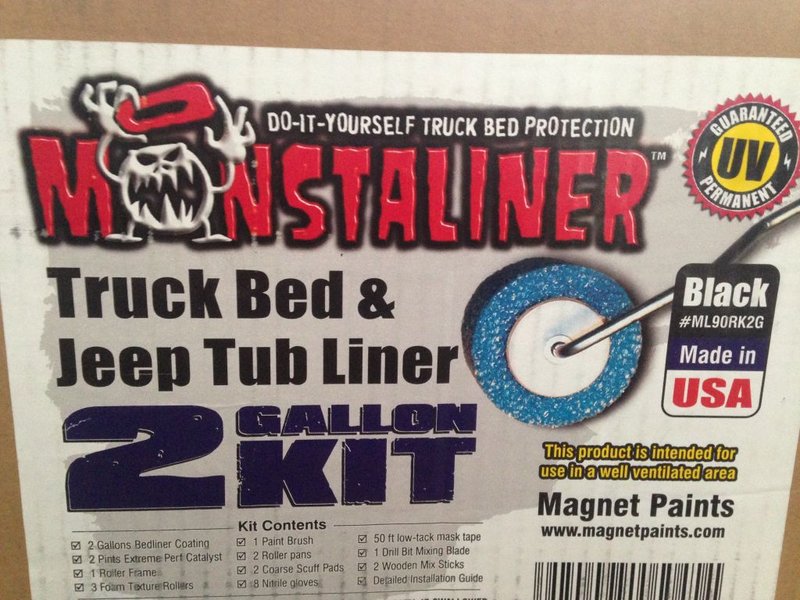 DO-IT-YOURSELF TRUCK BED PROTECTION
MONSTALINER™
GUARANTEED
UV
PERMANENT
Truck Bed &
Jeep Tub Liner
Black
#ML90RK2G
Made in
USA
2 GALLON
KIT
This product is intended for
use in a well ventilated area
Magnet Paints
www.magnetpaints.com
Kit Contents
2 Gallons Bedliner Coating
2 Pints Extreme Perf Catalyst
1 Roller Frame
3 Foam Texture Rollers
1 Paint Brush
2 Roller pans
2 Coarse Scuff Pads
8 Nitrile gloves
50 ft low-tack mask tape
1 Drill Bit Mixing Blade
2 Wooden Mix Sticks
Detailed Installation Guide